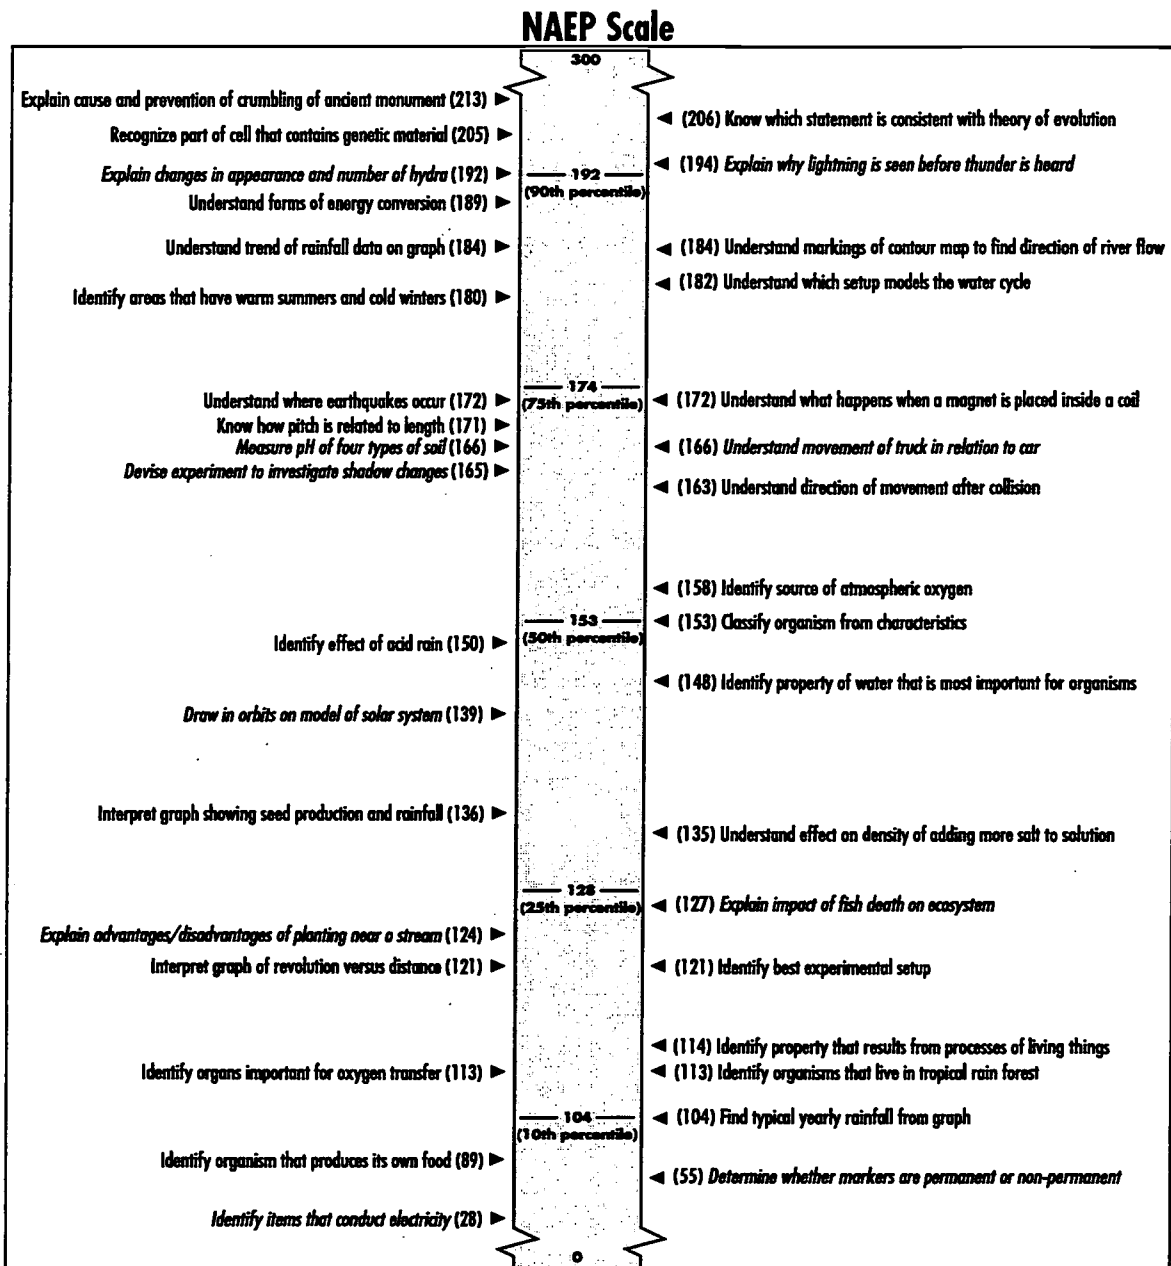 NAEP Scale
300
Explain cause and prevention of crumbling of ancient monument (213) ►
◄ (206) Know which statement is consistent with theory of evolution
Recognize part of cell that contains genetic material (205) ►
◄ (194) Explain why lightning is seen before thunder is heard
Explain changes in appearance and number of hydra (192) ►
192
(90th percentile)
Understand forms of energy conversion (189) ►
Understand trend of rainfall data on graph (184) ►
◄ (184) Understand markings of contour map to find direction of river flow
◄ (182) Understand which setup models the water cycle
Identify areas that have warm summers and cold winters (180) ►
174
(75th percentile)
Understand where earthquakes occur (172) ►
◄ (172) Understand what happens when a magnet is placed inside a coil
Know how pitch is related to length (171) ►
Measure pH of four types of soil (166) ►
◄ (166) Understand movement of truck in relation to car
Devise experiment to investigate shadow changes (165) ►
◄ (163) Understand direction of movement after collision
◄ (158) Identify source of atmospheric oxygen
153
(50th percentile)
◄ (153) Classify organism from characteristics
Identify effect of acid rain (150) ►
◄ (148) Identify property of water that is most important for organisms
Draw in orbits on model of solar system (139) ►
Interpret graph showing seed production and rainfall (136) ►
◄ (135) Understand effect on density of adding more salt to solution
128
(25th percentile)
◄ (127) Explain impact of fish death on ecosystem
Explain advantages/disadvantages of planting near a stream (124) ►
Interpret graph of revolution versus distance (121) ►
◄ (121) Identify best experimental setup
◄ (114) Identify property that results from processes of living things
Identify organs important for oxygen transfer (113) ►
◄ (113) Identify organisms that live in tropical rain forest
104
(10th percentile)
◄ (104) Find typical yearly rainfall from graph
Identify organism that produces its own food (89) ►
◄ (55) Determine whether markers are permanent or non-permanent
Identify items that conduct electricity (28) ►
0